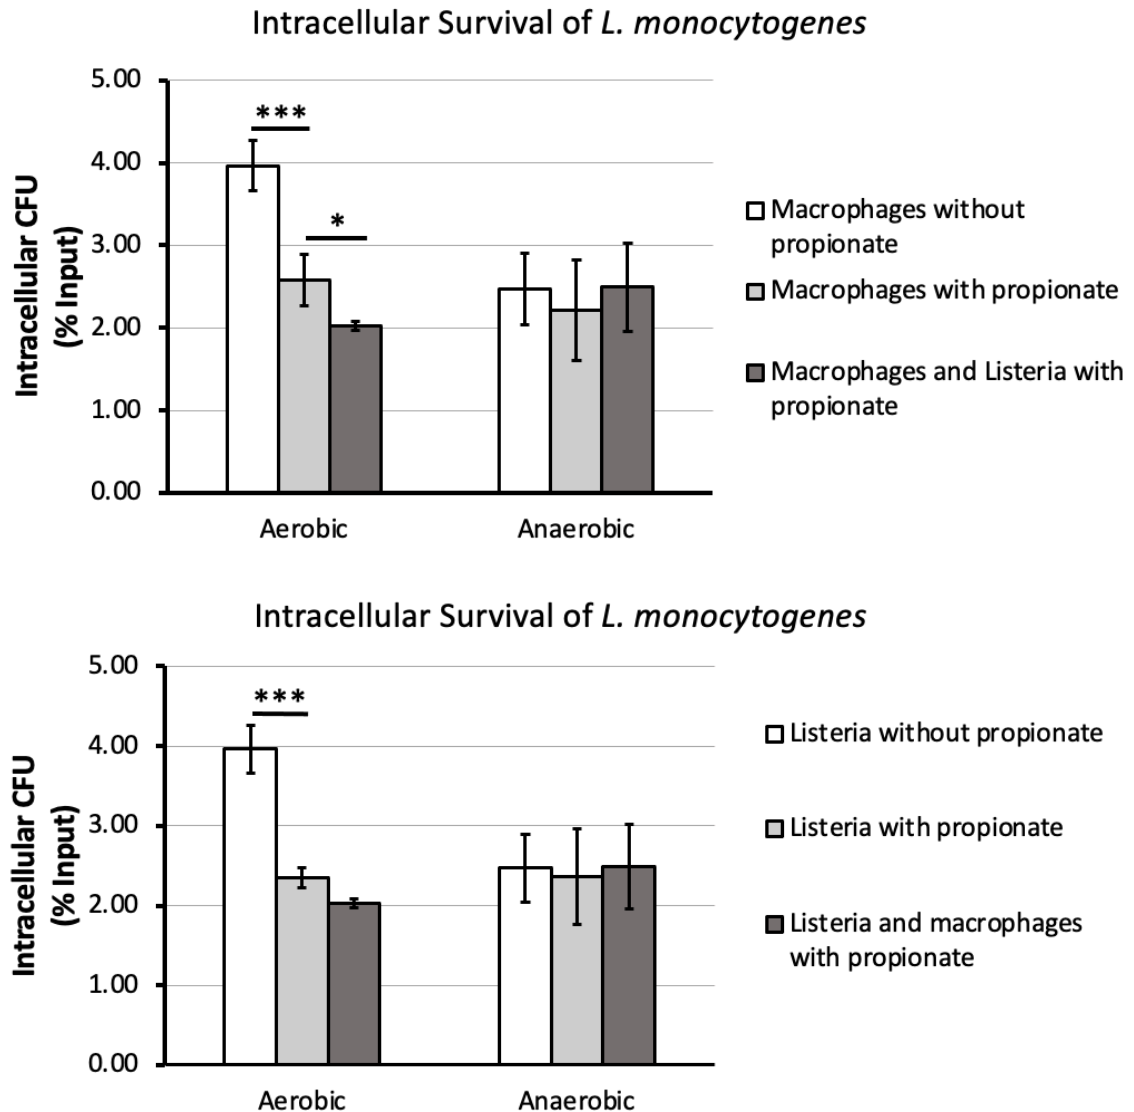 Intracellular Survival of L. monocytogenes
Intracellular CFU
(% Input)
5.00
4.00
3.00
2.00
1.00
0.00
***
*
Aerobic
Anaerobic
Macrophages without
propionate
Macrophages with propionate
Macrophages and Listeria with
propionate
Intracellular Survival of L. monocytogenes
Intracellular CFU
(% Input)
5.00
4.00
3.00
2.00
1.00
0.00
***
Aerobic
Anaerobic
Listeria without propionate
Listeria with propionate
Listeria and macrophages
with propionate